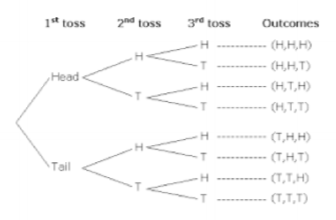 1st toss 2nd toss 3rd toss Outcomes
H (H,H,H)
H
Head T (H,H,T)
H (H,T,H)
T
T (H,T,T)
H (T,H,H)
H
T (T,H,T)
Tail
H (T,T,H)
T
T (T,T,T)